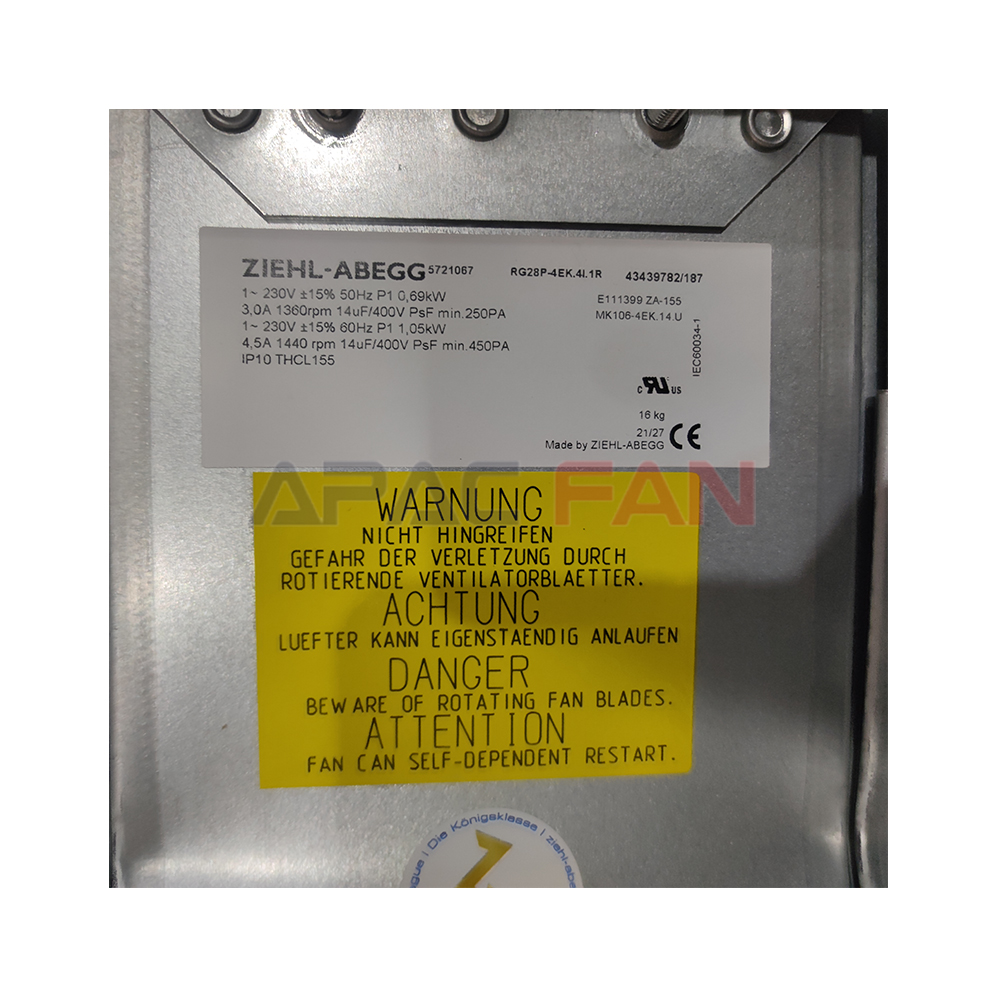 ZIEHL-ABEGG 5721067 RG28P-4EK.4I.1R 43439782/187
1~ 230V ±15% 50Hz P1 0,69kW E111399 ZA-155
3,0A 1360rpm 14uF/400V PsF min.250PA MK106-4EK.14.U
1~ 230V ±15% 60Hz P1 1,05kW
4,5A 1440 rpm 14uF/400V PsF min.450PA
IP10 THCL155
IEC60034-1
c RU us
16 kg
21/27
Made by ZIEHL-ABEGG CE
APAC FAN
WARNUNG
NICHT HINGREIFEN
GEFAHR DER VERLETZUNG DURCH
ROTIERENDE VENTILATORBLAETTER.
ACHTUNG
LUEFTER KANN EIGENSTAENDIG ANLAUFEN
DANGER
BEWARE OF ROTATING FAN BLADES.
ATTENTION
FAN CAN SELF-DEPENDENT RESTART.
Die Königsklasse | ziehl-abe